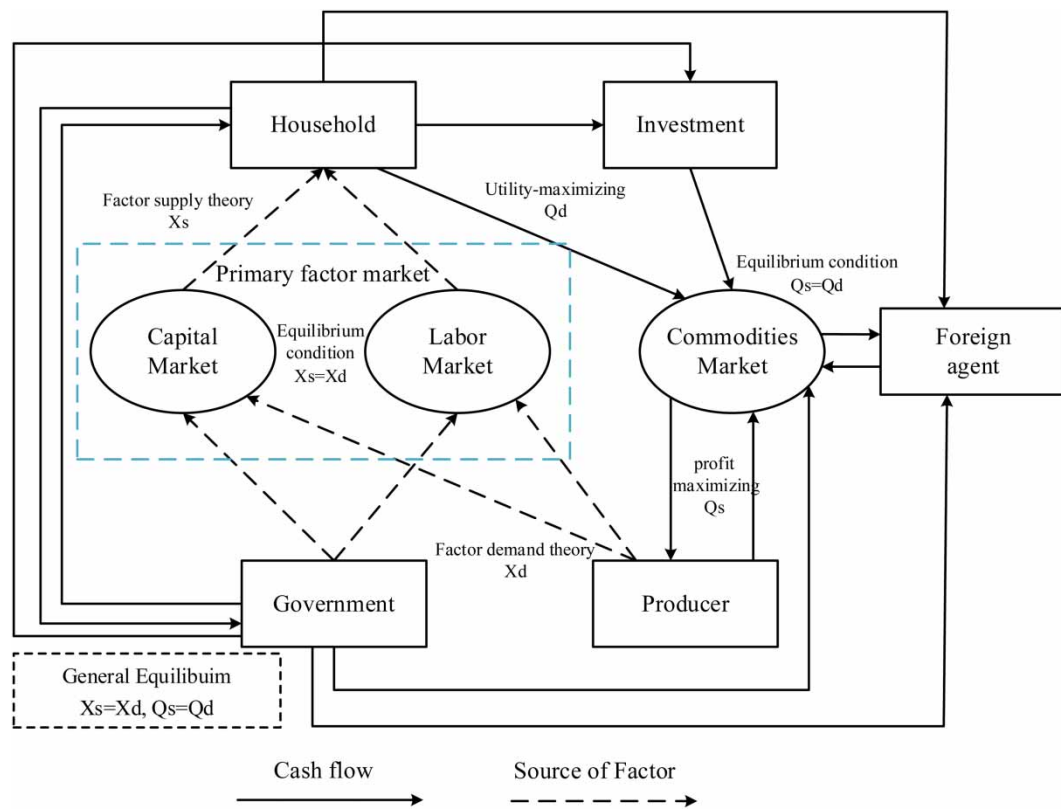 Household
Investment
Factor supply theory
Xs
Utility-maximizing
Qd
Primary factor market
Equilibrium condition
Qs=Qd
Capital
Market
Equilibrium
condition
Xs=Xd
Labor
Market
Commodities
Market
Foreign
agent
profit
maximizing
Qs
Factor demand theory
Xd
Government
Producer
General Equilibuim
Xs=Xd, Qs=Qd
Cash flow
Source of Factor